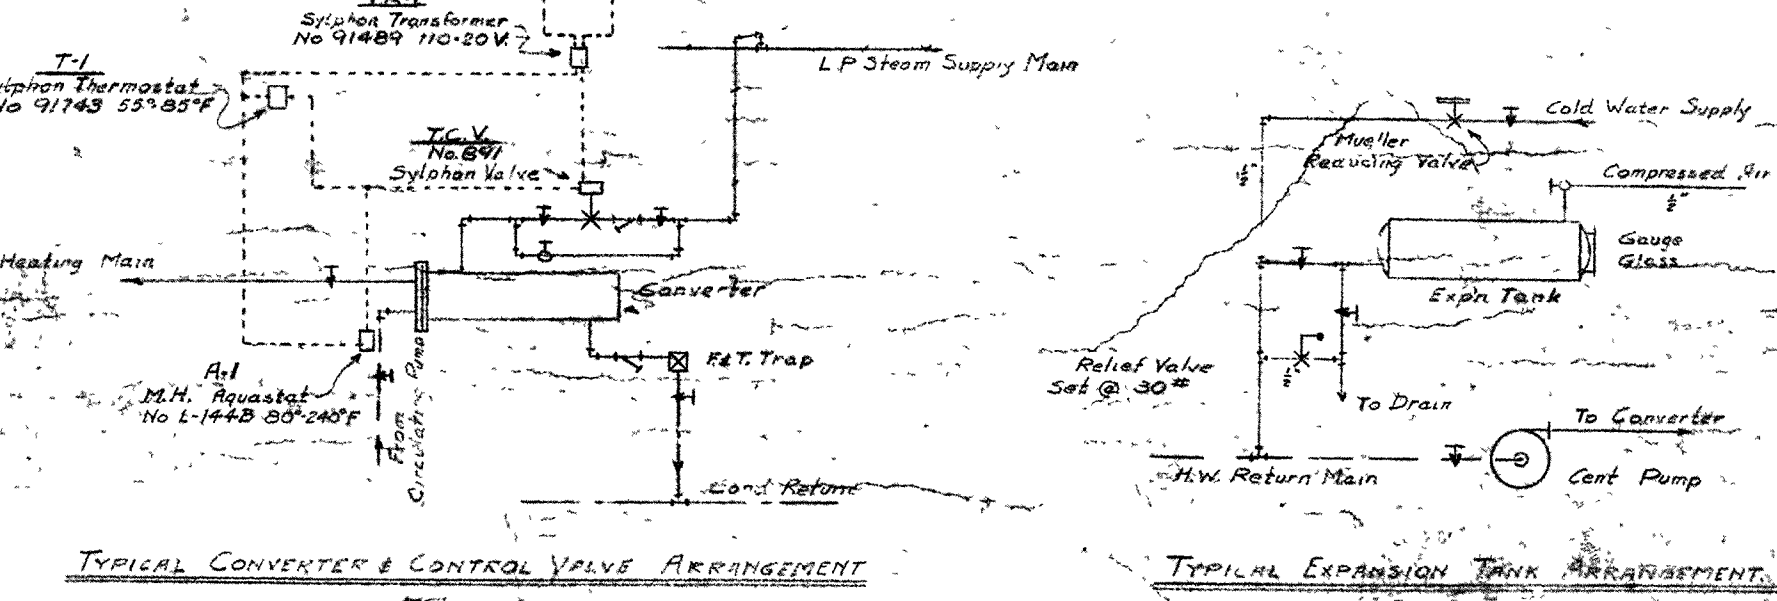 Sylphon Transformer
No 91489 110-20V.
T-1
Sylphon Thermostat
No 91743 55°-85°F
T.C.V.
No. 891
Sylphon Valve
L P Steam Supply Main
Heating Main
Converter
F.&T. Trap
A-1
M.H. Aquastat
No L-144B 80°-240°F
From
Circulating Pump
Cond Return
TYPICAL CONVERTER & CONTROL VALVE ARRANGEMENT
Cold Water Supply
Mueller
Reducing Valve
Compressed Air
1/2"
1/2"
Gauge
Glass
Exp'n Tank
Relief Valve
Set @ 30#
1/2"
To Drain
To Converter
H.W. Return Main
Cent Pump
TYPICAL EXPANSION TANK ARRANGEMENT.